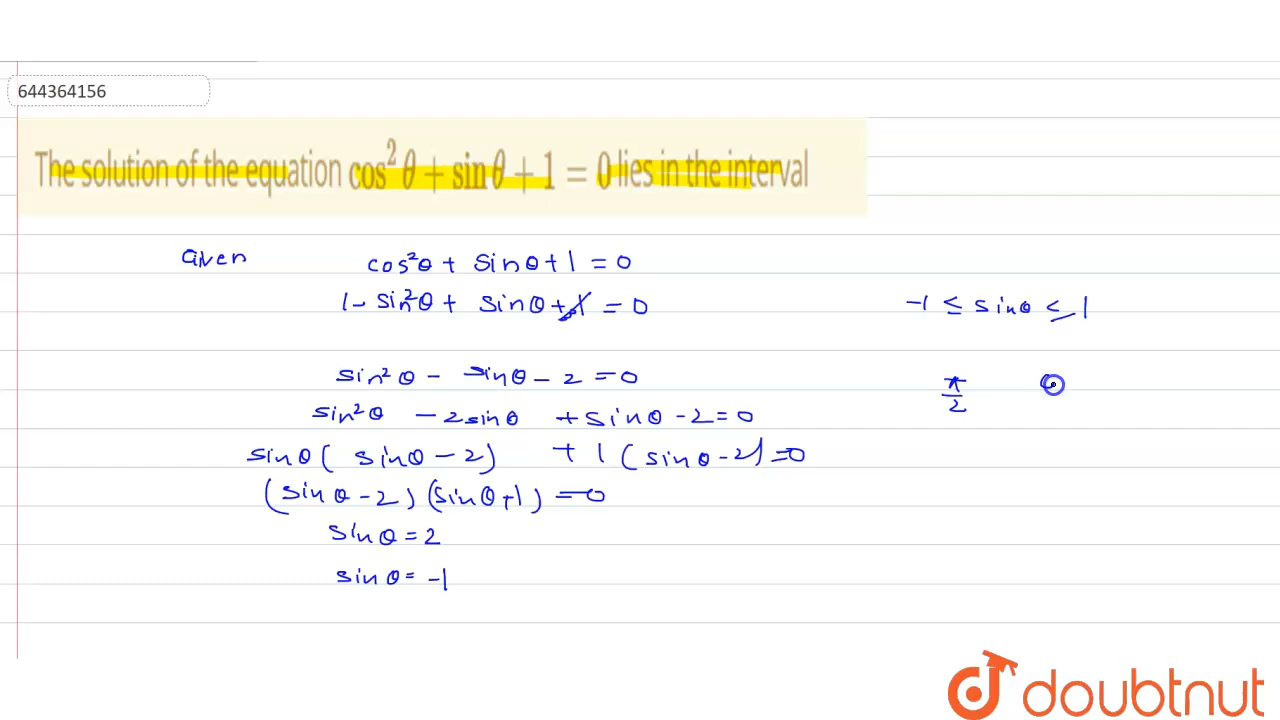 644364156
The solution of the equation cos² θ + sin θ + 1 = 0 lies in the interval
Given cos²θ + sinθ + 1 = 0
1 - sin²θ + sinθ + 1 = 0
-1 ≤ sinθ ≤ 1
sin²θ - sinθ - 2 = 0
π/2
sin²θ - 2sinθ + sinθ - 2 = 0
sinθ ( sinθ - 2 ) + 1 ( sinθ - 2 ) = 0
(sinθ - 2) (sinθ + 1) = 0
sinθ = 2
sinθ = -1
doubtnut